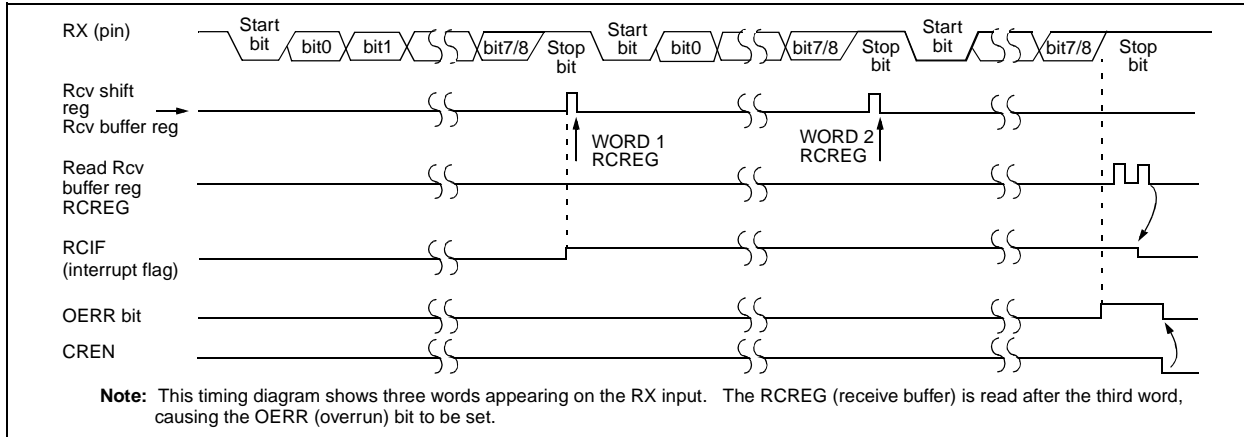 RX (pin)
Start
bit
bit0
bit1
bit7/8
Stop
bit
Start
bit
bit0
bit7/8
Stop
bit
Start
bit
bit7/8
Stop
bit
Rcv shift
reg
Rcv buffer reg
WORD 1
RCREG
WORD 2
RCREG
Read Rcv
buffer reg
RCREG
RCIF
(interrupt flag)
OERR bit
CREN
Note: This timing diagram shows three words appearing on the RX input. The RCREG (receive buffer) is read after the third word,
causing the OERR (overrun) bit to be set.